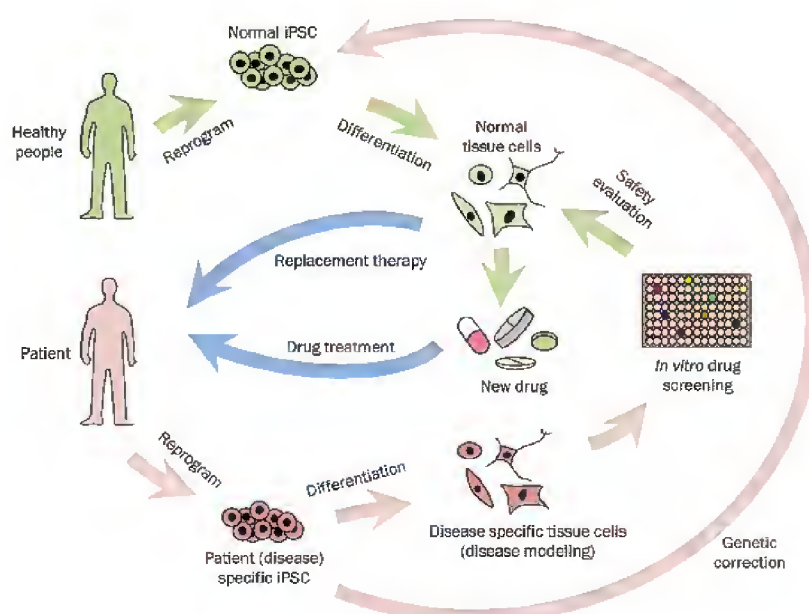 Normal iPSC
Healthy
people
Reprogram
Differentiation
Normal
tissue cells
Safety
evaluation
Replacement therapy
Patient
Drug treatment
New drug
In vitro drug
screening
Reprogram
Differentiation
Patient (disease)
specific iPSC
Disease specific tissue cells
(disease modeling)
Genetic
correction